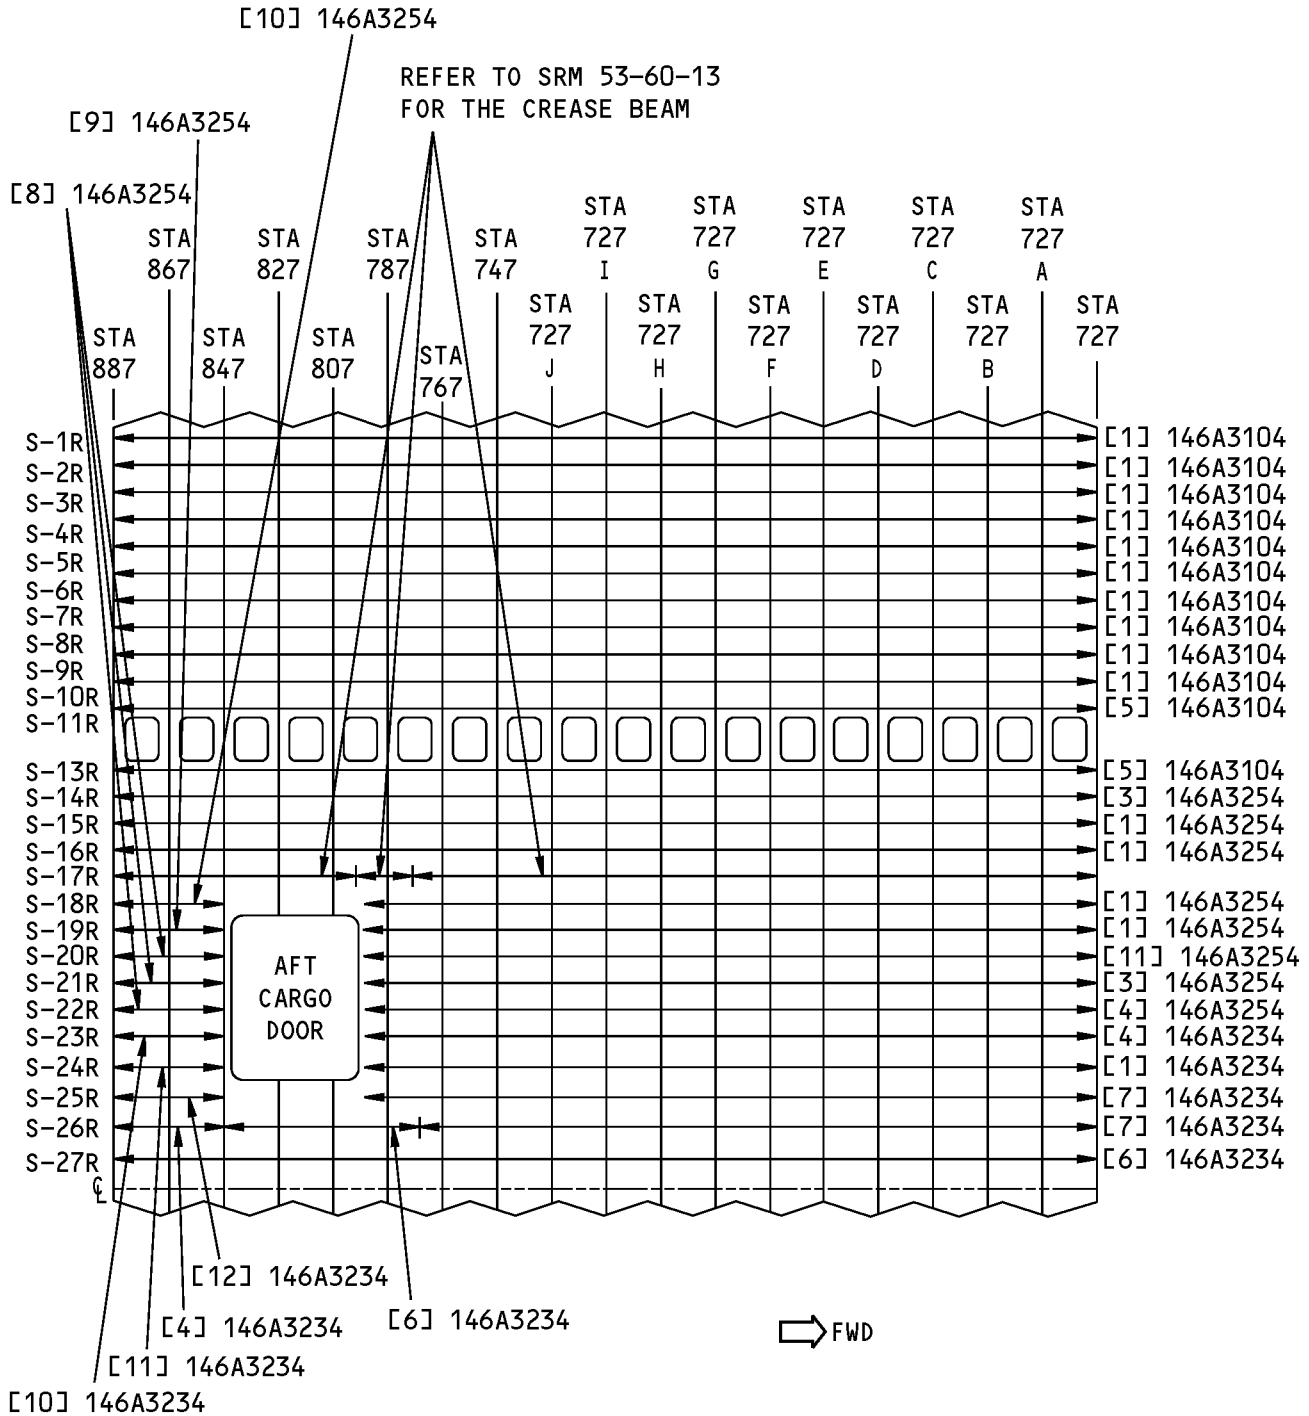 [10] 146A3254
REFER TO SRM 53-60-13
FOR THE CREASE BEAM
[9] 146A3254
[8] 146A3254
STA
867
STA
827
STA
787
STA
747
STA
727
I
STA
727
G
STA
727
E
STA
727
C
STA
727
A
STA
887
STA
847
STA
807
STA
767
STA
727
J
STA
727
H
STA
727
F
STA
727
D
STA
727
B
STA
727
S-1R [1] 146A3104
S-2R [1] 146A3104
S-3R [1] 146A3104
S-4R [1] 146A3104
S-5R [1] 146A3104
S-6R [1] 146A3104
S-7R [1] 146A3104
S-8R [1] 146A3104
S-9R [1] 146A3104
S-10R [1] 146A3104
S-11R [5] 146A3104
S-13R [5] 146A3104
S-14R [3] 146A3254
S-15R [1] 146A3254
S-16R [1] 146A3254
S-17R
S-18R [1] 146A3254
S-19R [1] 146A3254
S-20R [11] 146A3254
S-21R [3] 146A3254
S-22R [4] 146A3254
S-23R [4] 146A3234
S-24R [1] 146A3234
S-25R [7] 146A3234
S-26R [7] 146A3234
S-27R [6] 146A3234
AFT
CARGO
DOOR
℄
[12] 146A3234
[4] 146A3234
[6] 146A3234
[11] 146A3234
[10] 146A3234
FWD